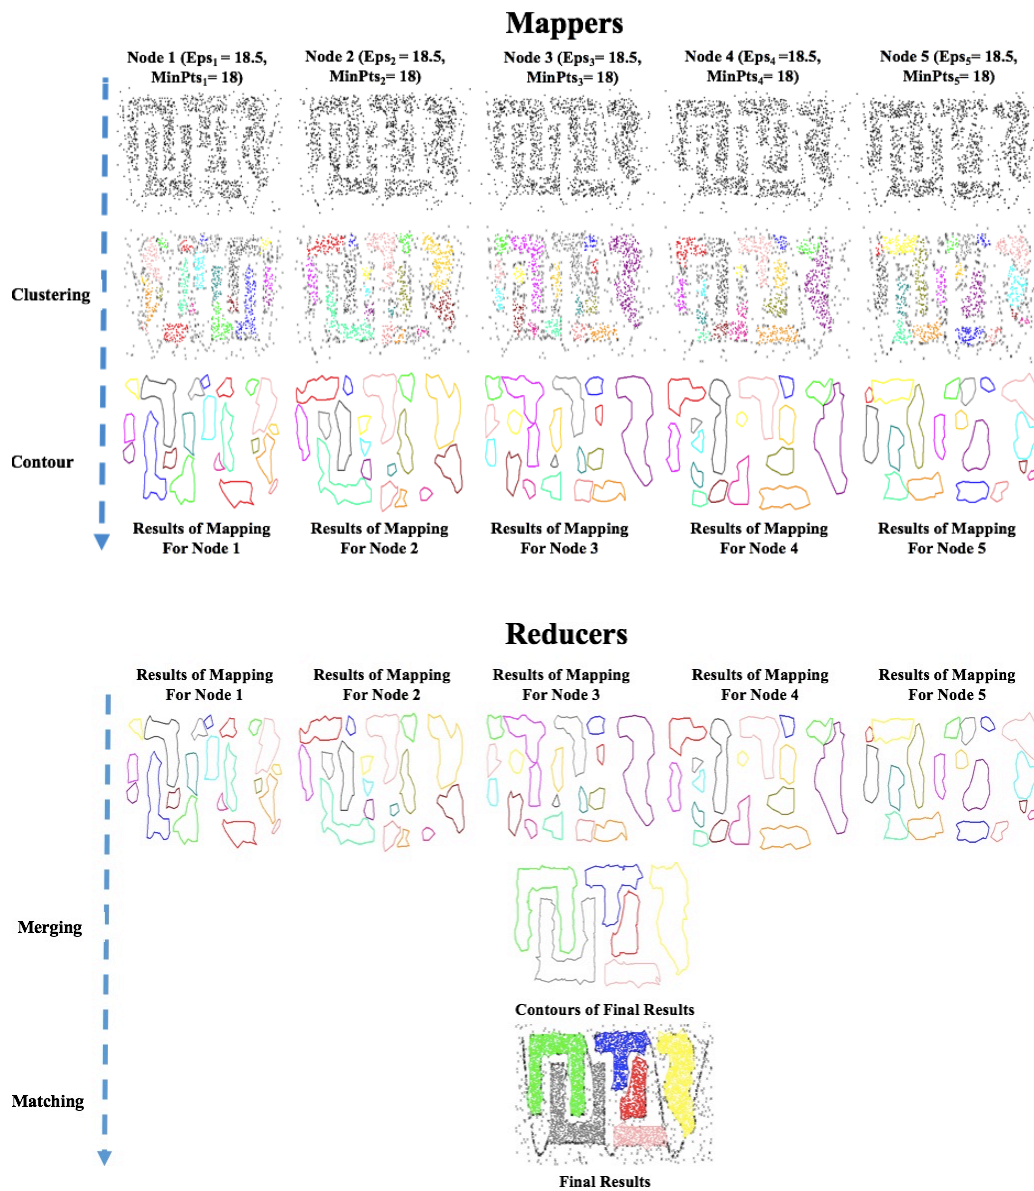 Mappers
Node 1 (Eps₁ = 18.5,
MinPts₁= 18)
Node 2 (Eps₂ = 18.5,
MinPts₂= 18)
Node 3 (Eps₃= 18.5,
MinPts₃= 18)
Node 4 (Eps₄ =18.5,
MinPts₄= 18)
Node 5 (Eps₅= 18.5,
MinPts₅= 18)
Clustering
Contour
Results of Mapping
For Node 1
Results of Mapping
For Node 2
Results of Mapping
For Node 3
Results of Mapping
For Node 4
Results of Mapping
For Node 5
Reducers
Results of Mapping
For Node 1
Results of Mapping
For Node 2
Results of Mapping
For Node 3
Results of Mapping
For Node 4
Results of Mapping
For Node 5
Merging
Contours of Final Results
Matching
Final Results